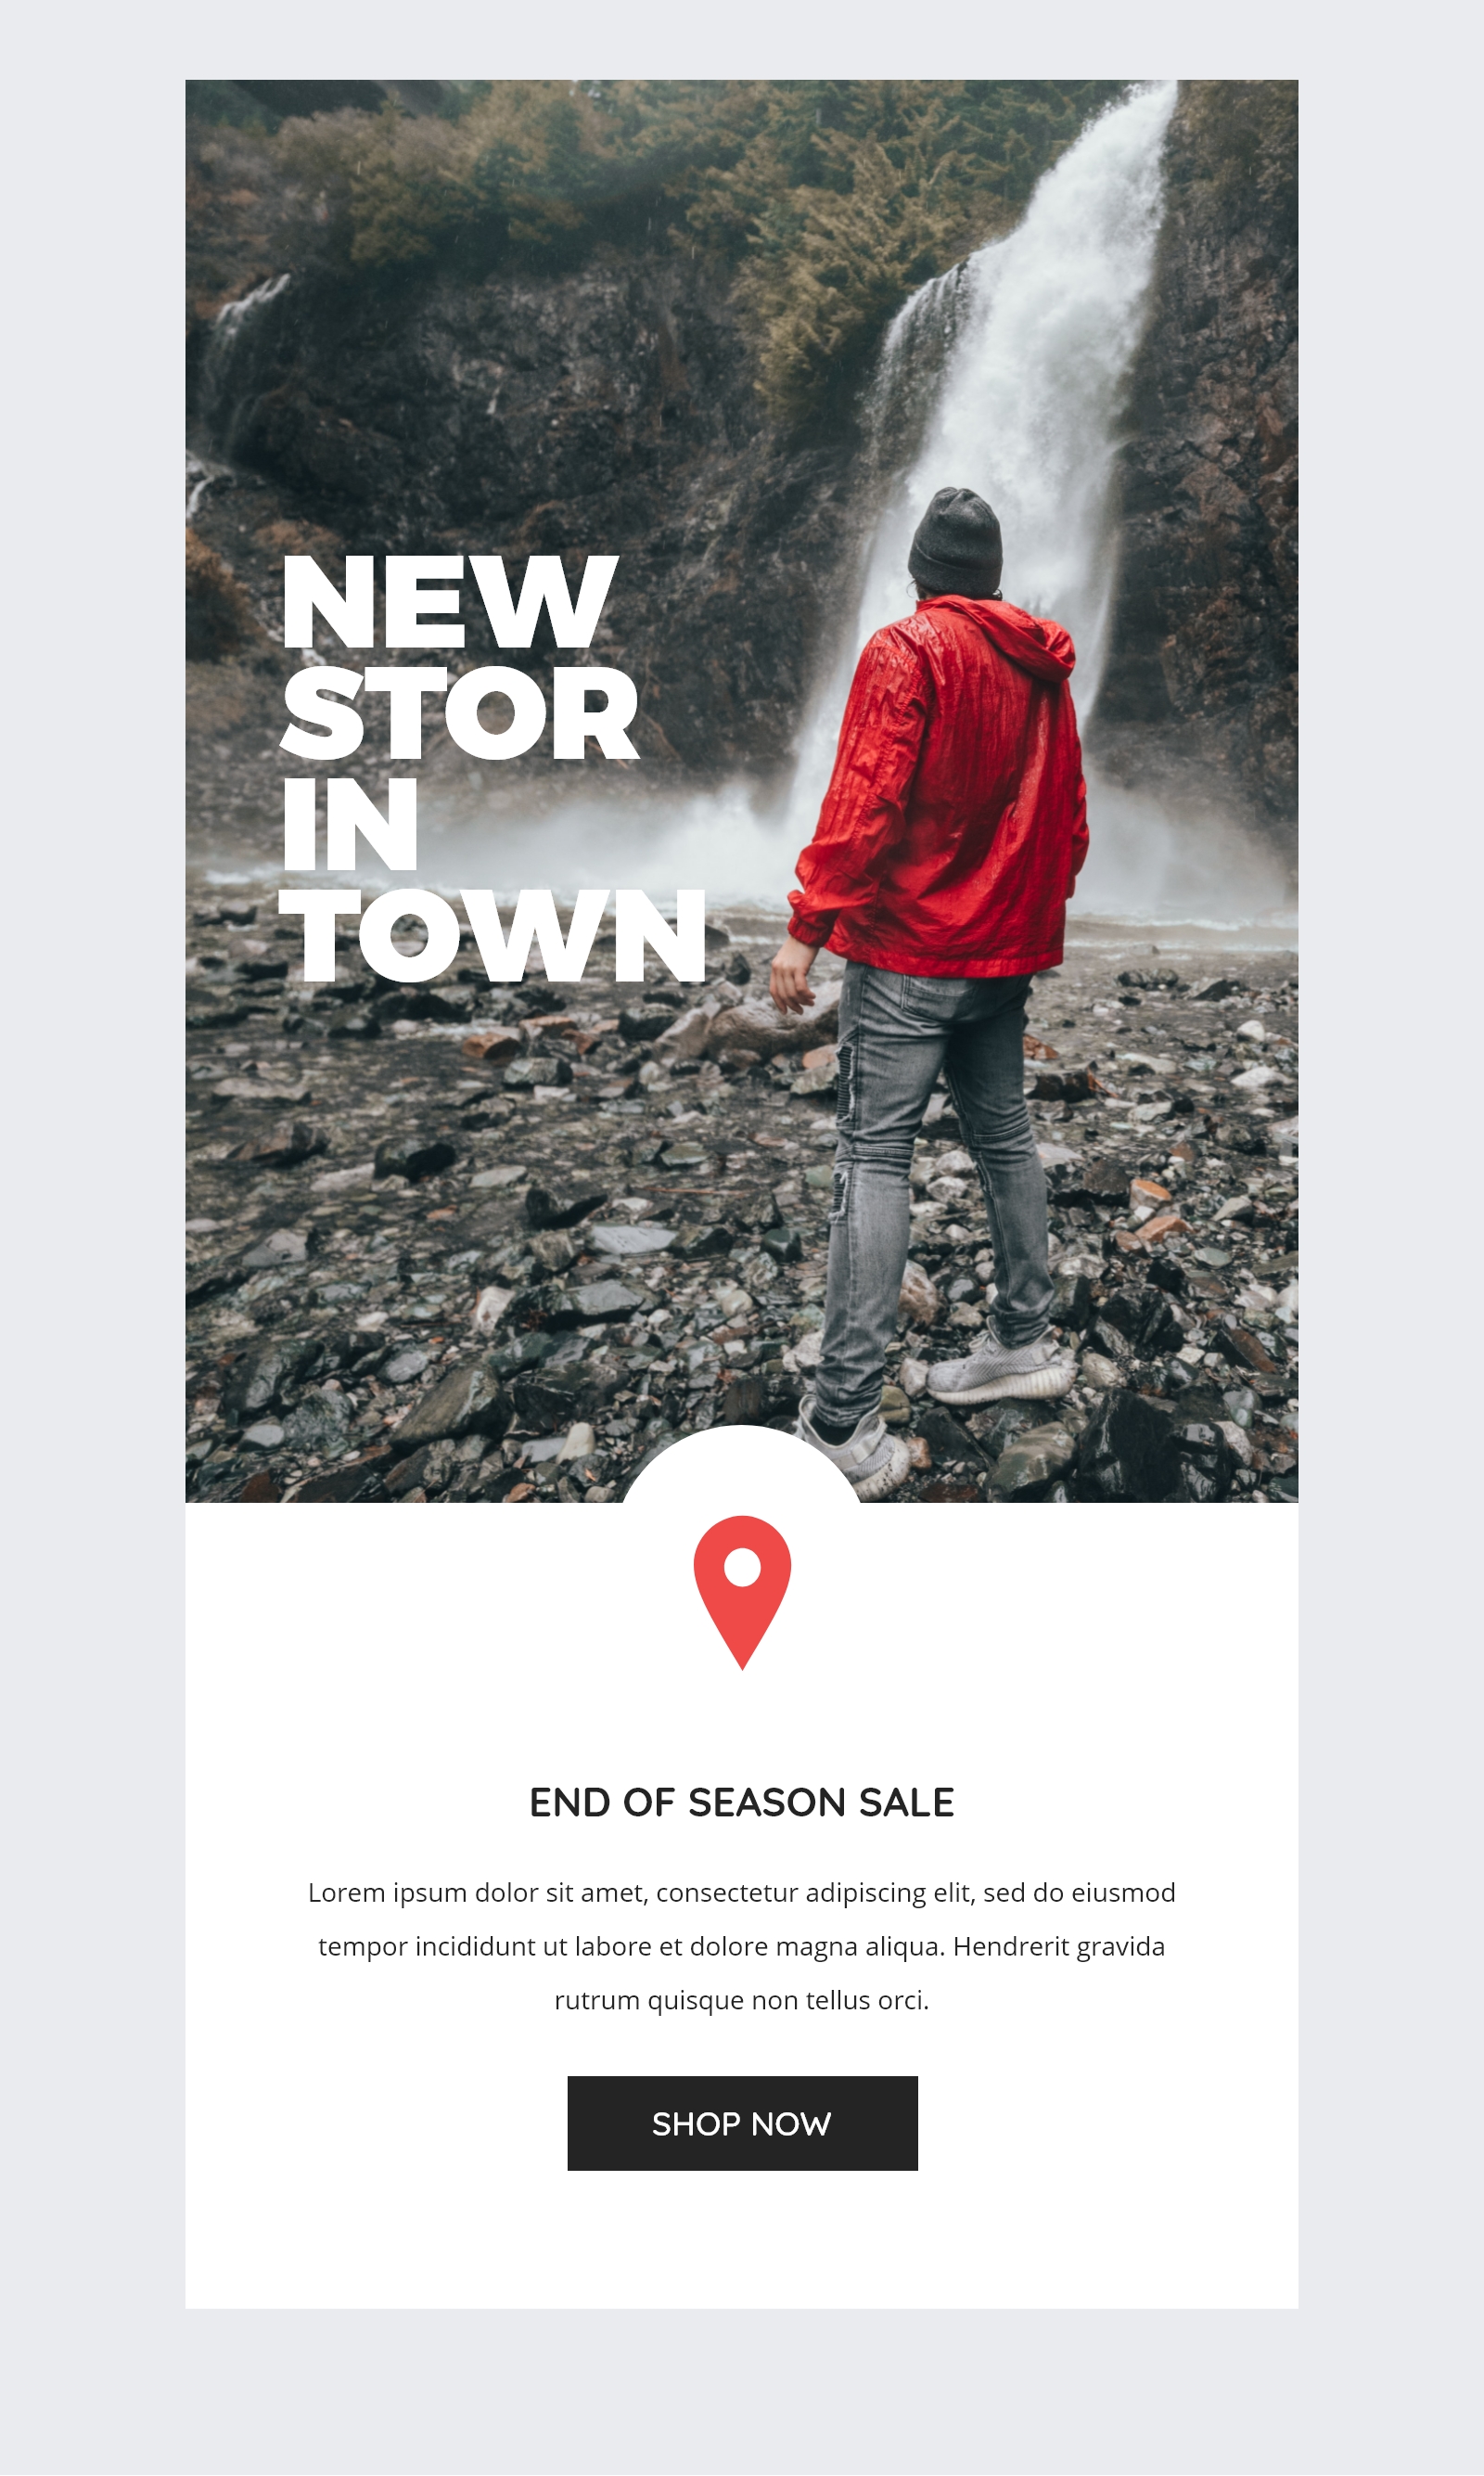 NEW
STOR
IN
TOWN
END OF SEASON SALE
Lorem ipsum dolor sit amet, consectetur adipiscing elit, sed do eiusmod
tempor incididunt ut labore et dolore magna aliqua. Hendrerit gravida
rutrum quisque non tellus orci.
SHOP NOW